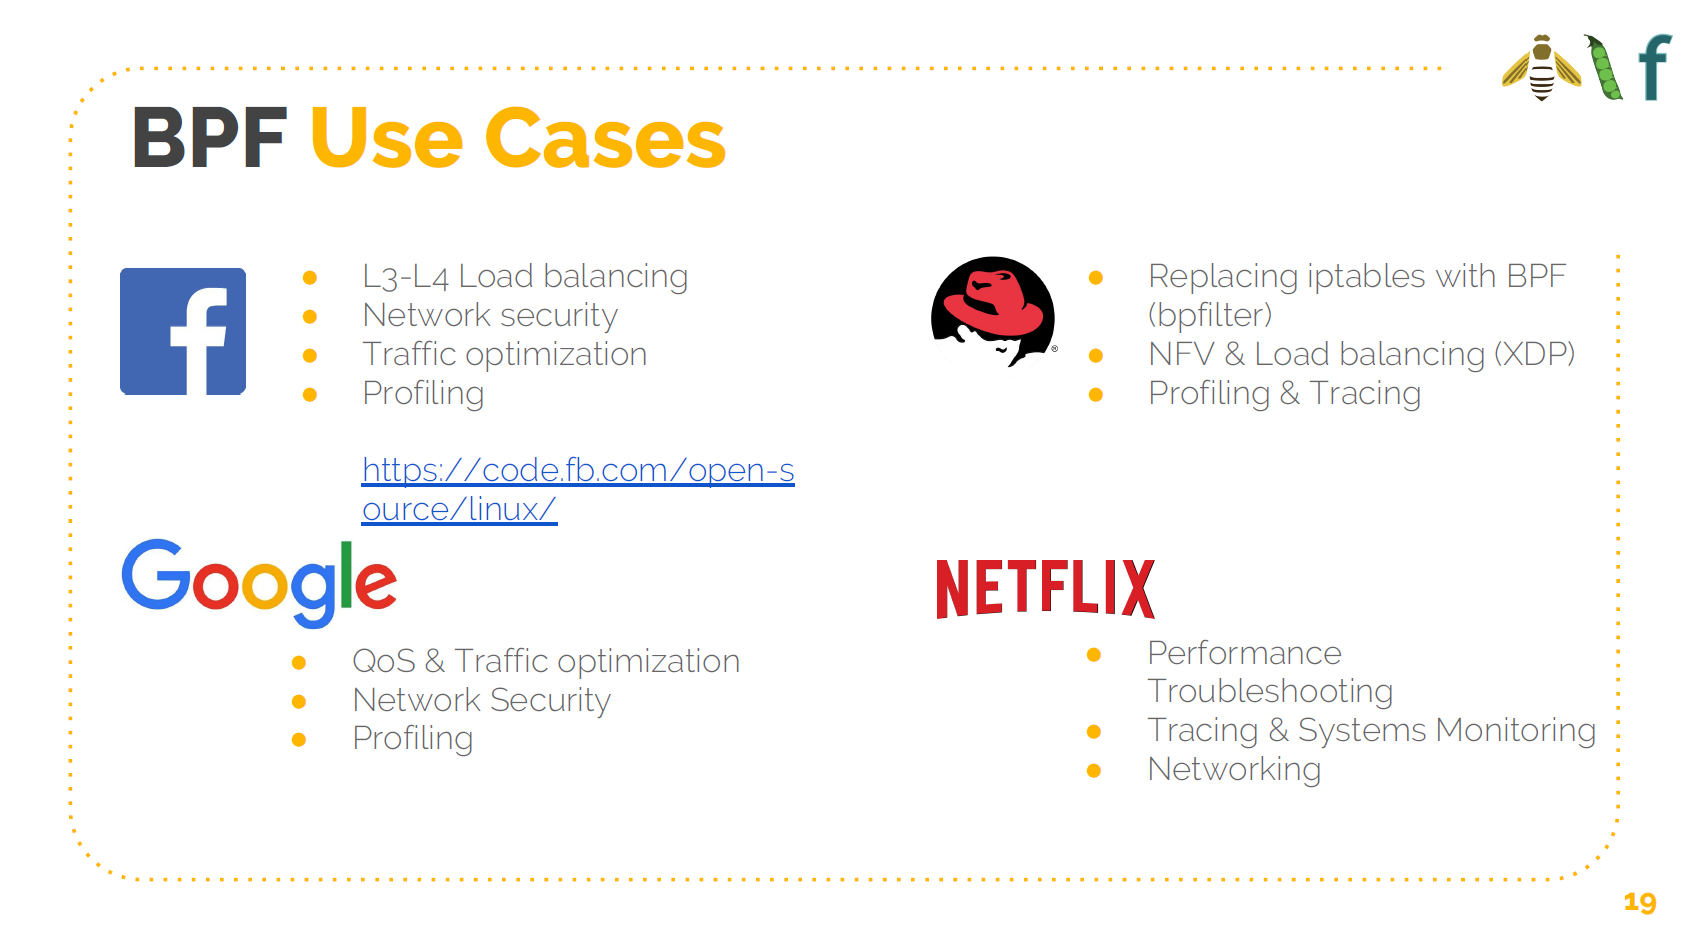 f
BPF Use Cases
f
L3-L4 Load balancing
Network security
Traffic optimization
Profiling
https://code.fb.com/open-s
ource/linux/
®
Replacing iptables with BPF
(bpfilter)
NFV & Load balancing (XDP)
Profiling & Tracing
Google
QoS & Traffic optimization
Network Security
Profiling
NETFLIX
Performance
Troubleshooting
Tracing & Systems Monitoring
Networking
19